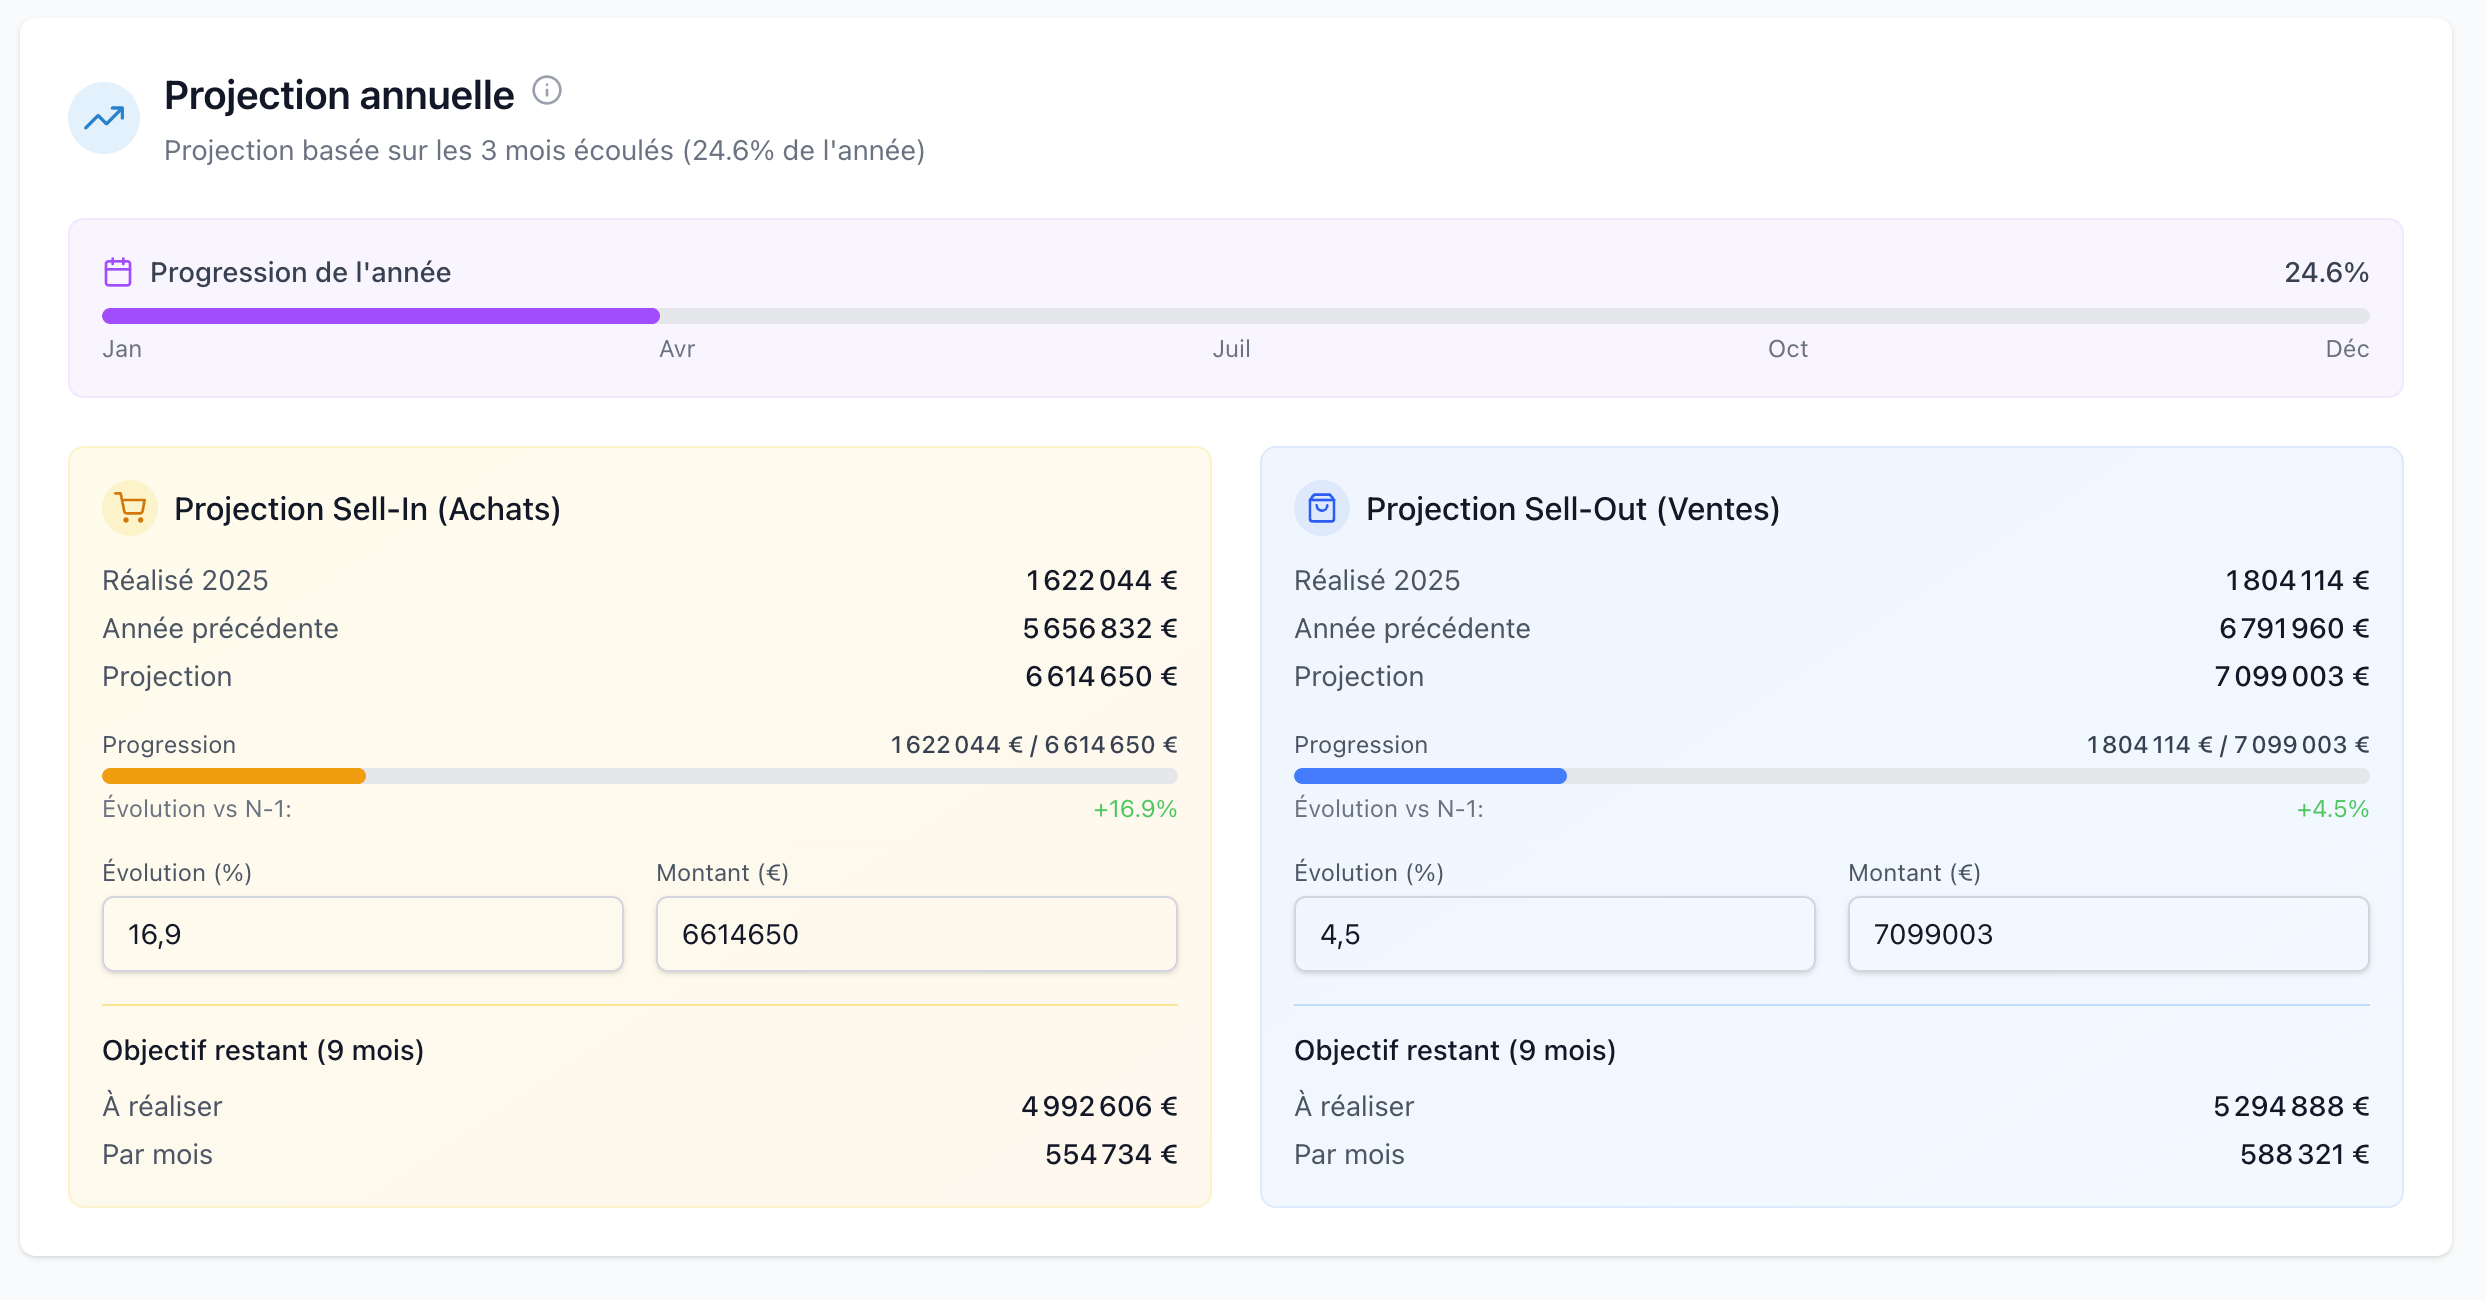 Projection annuelle
Projection basée sur les 3 mois écoulés (24.6% de l'année)
Progression de l'année 24.6%
Jan Avr Juil Oct Déc
Projection Sell-In (Achats)
Réalisé 2025 1 622 044 €
Année précédente 5 656 832 €
Projection 6 614 650 €
Progression 1 622 044 € / 6 614 650 €
Évolution vs N-1: +16.9%
Évolution (%) Montant (€)
16,9 6614650
Objectif restant (9 mois)
À réaliser 4 992 606 €
Par mois 554 734 €
Projection Sell-Out (Ventes)
Réalisé 2025 1 804 114 €
Année précédente 6 791 960 €
Projection 7 099 003 €
Progression 1 804 114 € / 7 099 003 €
Évolution vs N-1: +4.5%
Évolution (%) Montant (€)
4,5 7099003
Objectif restant (9 mois)
À réaliser 5 294 888 €
Par mois 588 321 €